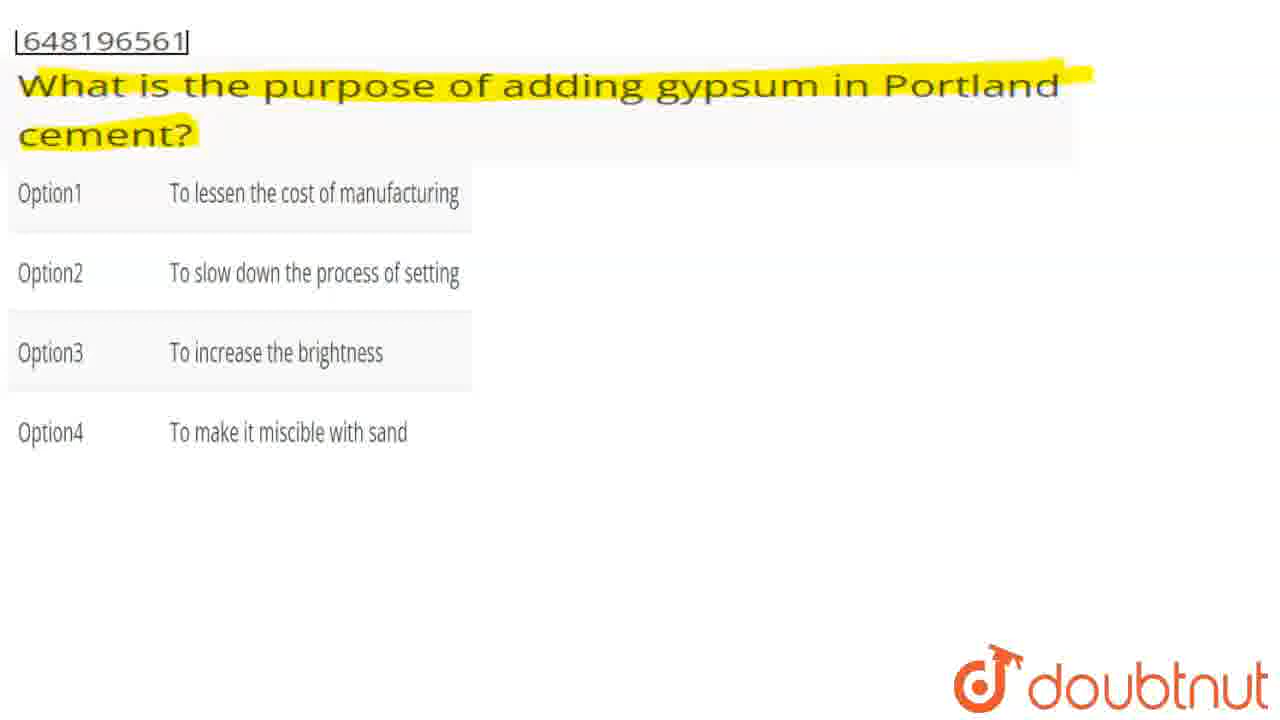 648196561
What is the purpose of adding gypsum in Portland
cement?
Option1 To lessen the cost of manufacturing
Option2 To slow down the process of setting
Option3 To increase the brightness
Option4 To make it miscible with sand
doubtnut